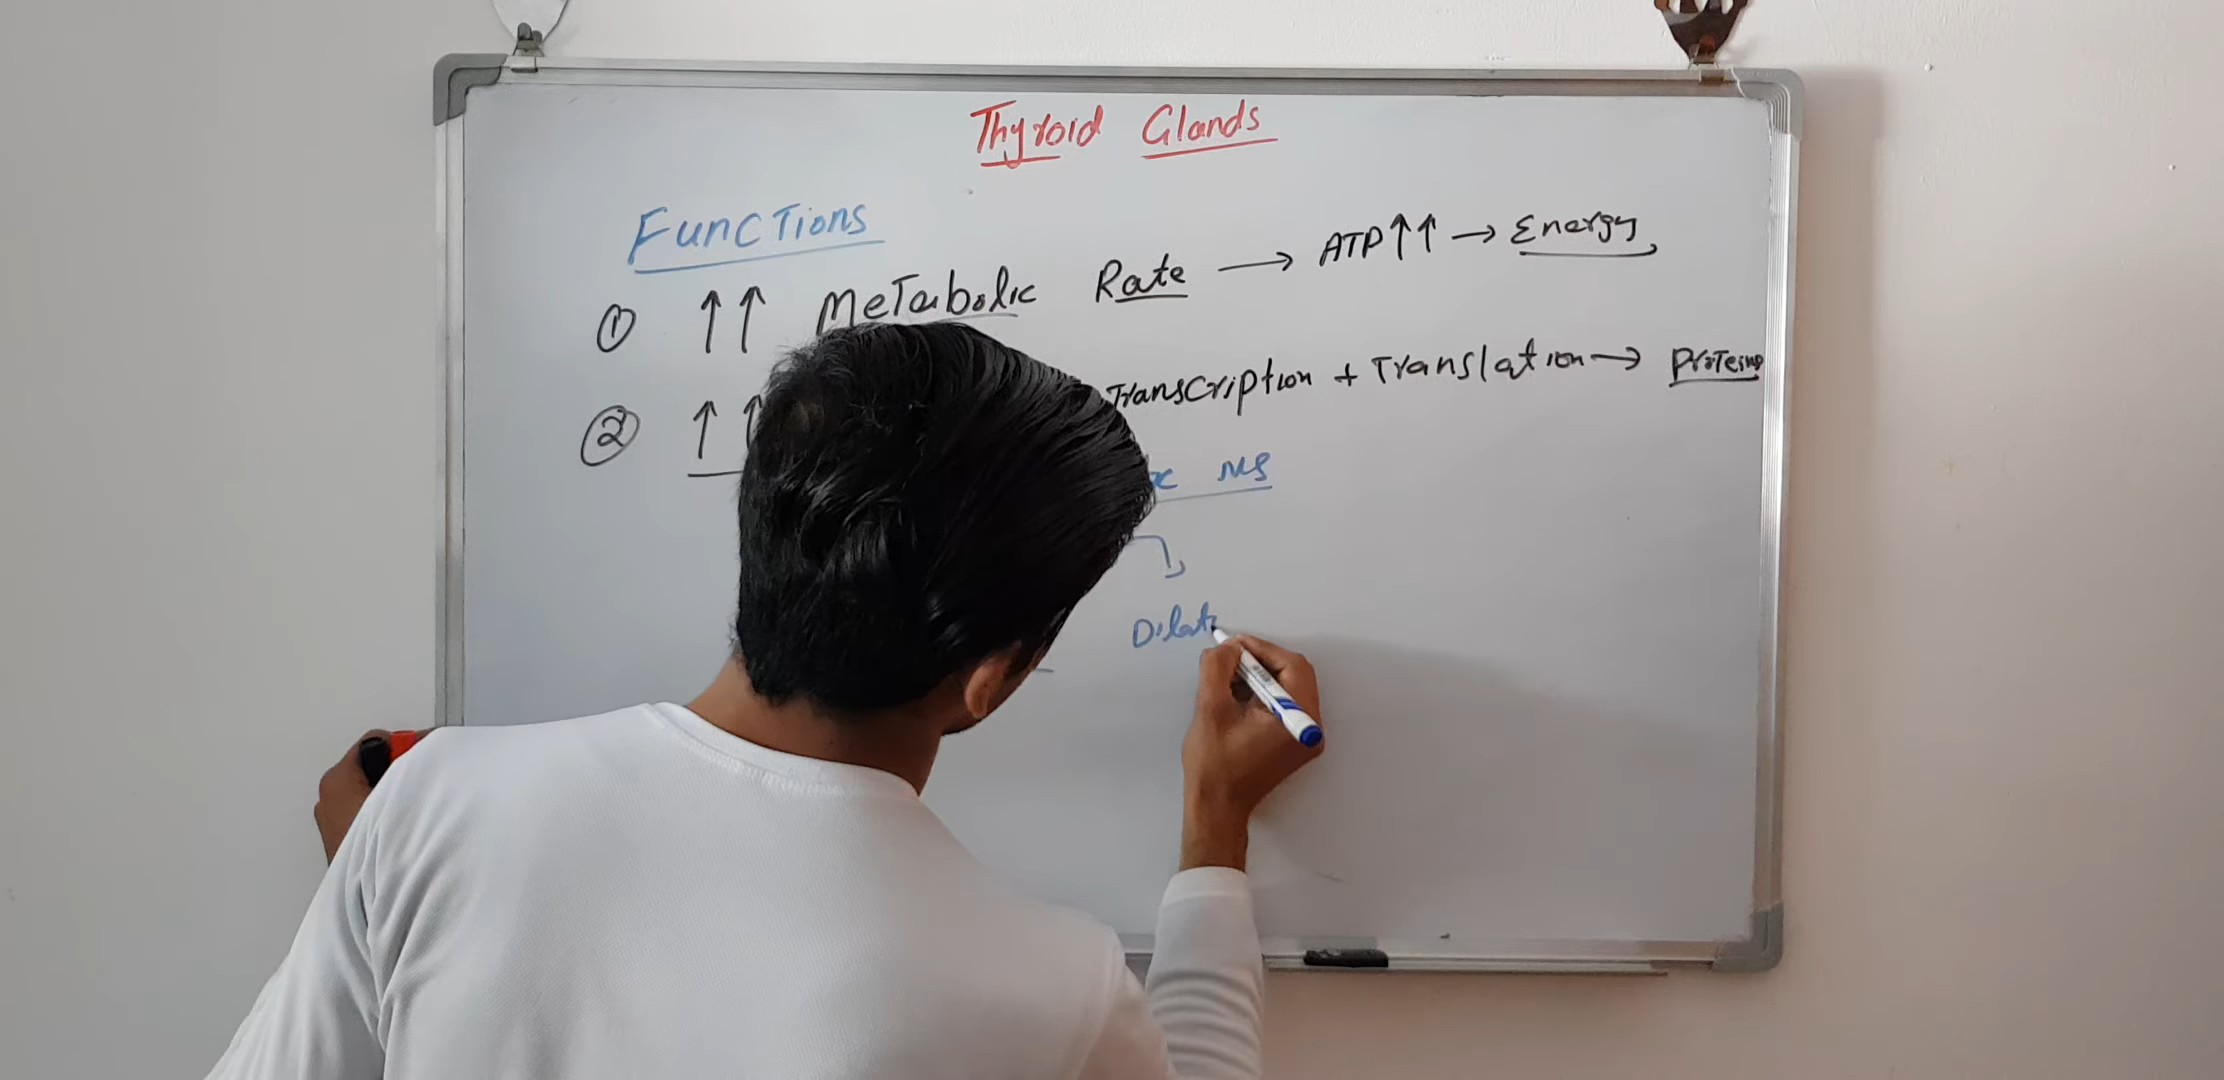 Thyroid Glands
Functions
① ↑↑ Metabolic Rate → ATP↑↑ → Energy
② ↑↑ Transcription + Translation → Proteins
NS
Dilat